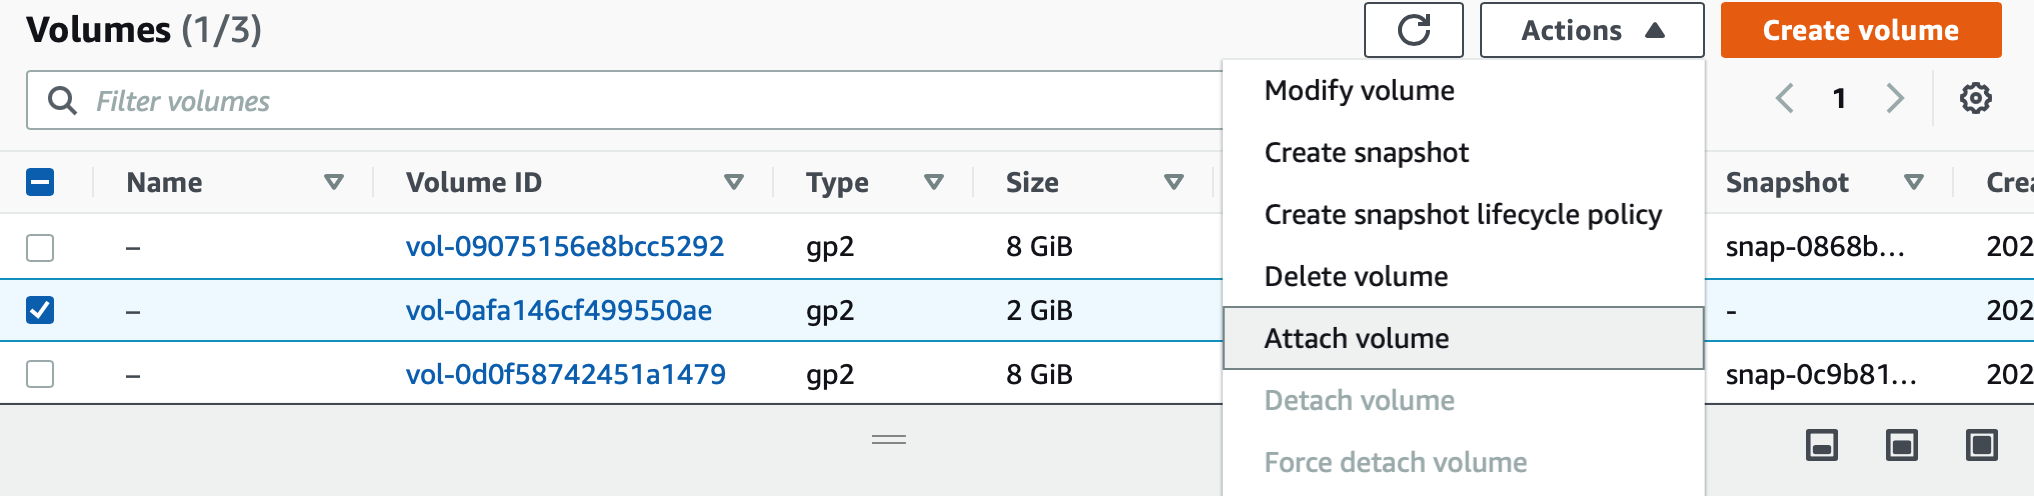 Volumes (1/3)
Actions
Create volume
Filter volumes
1
Modify volume
Create snapshot
Create snapshot lifecycle policy
Delete volume
Attach volume
Detach volume
Force detach volume
Name Volume ID Type Size Snapshot Crea
– vol-09075156e8bcc5292 gp2 8 GiB snap-0868b... 202
– vol-0afa146cf499550ae gp2 2 GiB - 202
– vol-0d0f58742451a1479 gp2 8 GiB snap-0c9b81... 202